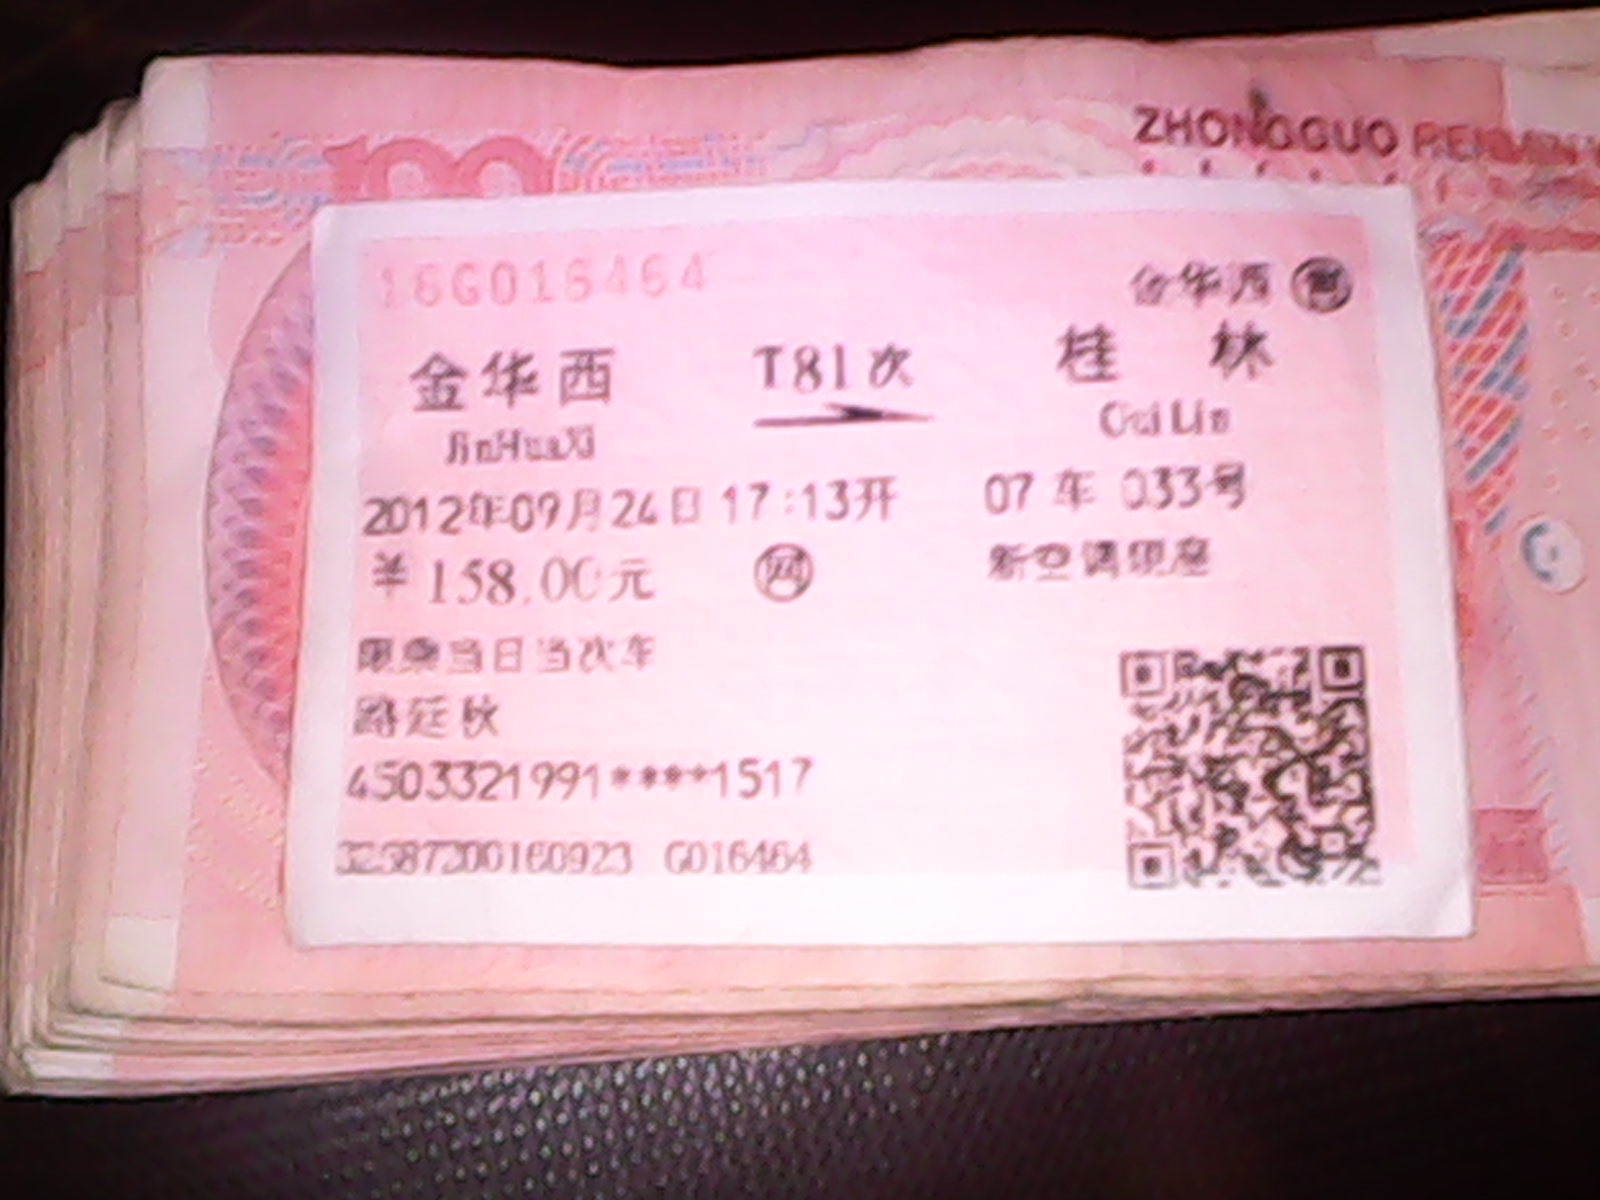 100
ZHONGGUO RENMIN
16G016464
金华西 售
金华西 T81次 桂林
JinHuaXi GuiLin
2012年09月24日 17:13开 07车 033号
￥158.00元 网 新空调硬座
限乘当日当次车
路廷秋
4503321991****1517
32587200160923 G016464